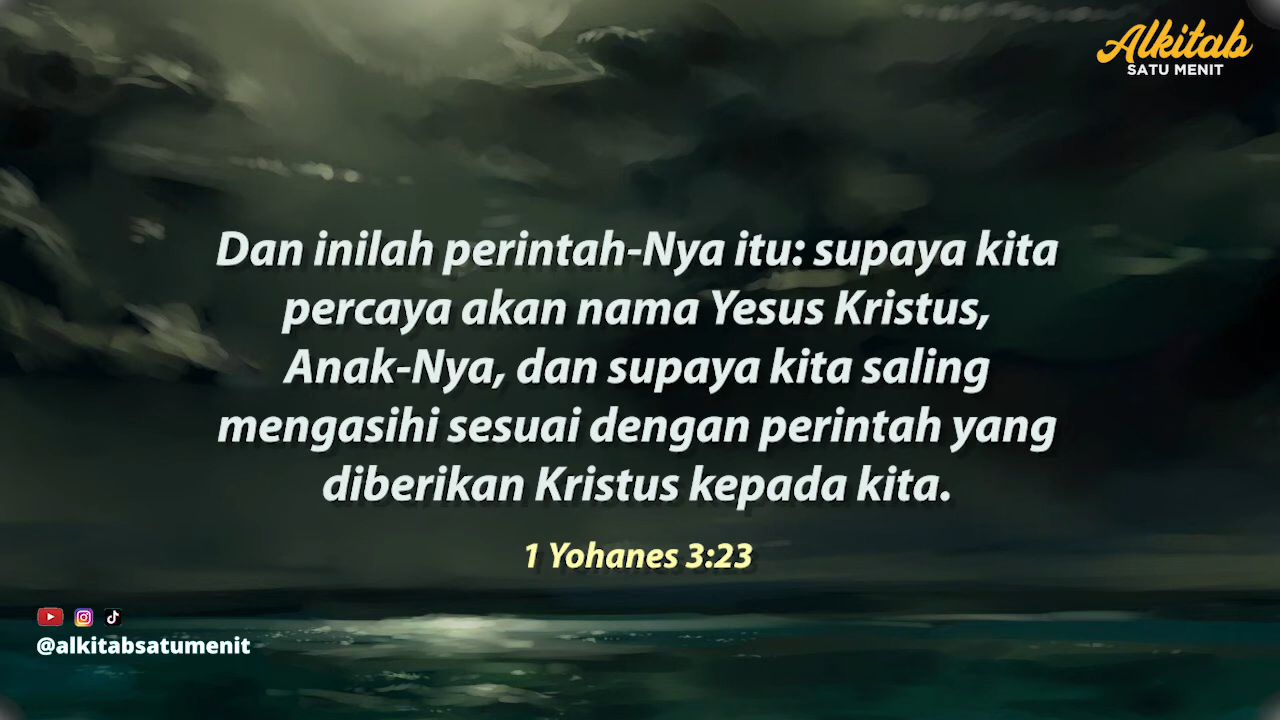 Alkitab
SATU MENIT
Dan inilah perintah-Nya itu: supaya kita
percaya akan nama Yesus Kristus,
Anak-Nya, dan supaya kita saling
mengasihi sesuai dengan perintah yang
diberikan Kristus kepada kita.
1 Yohanes 3:23
@alkitabsatumenit